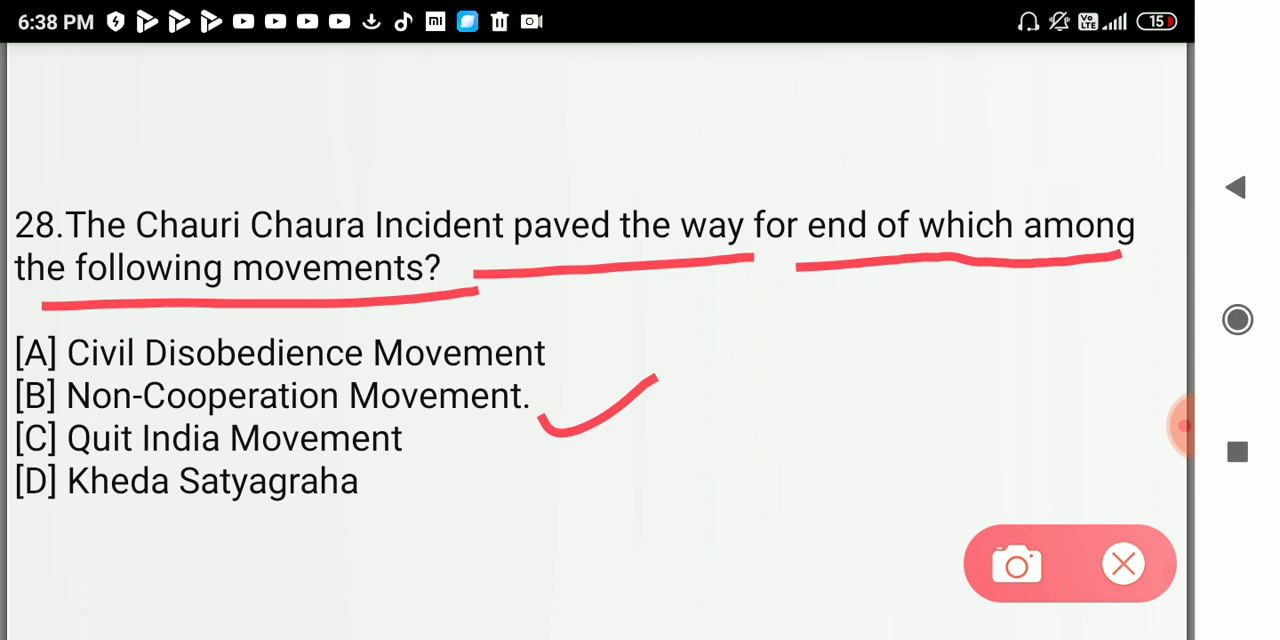 6:38 PM
15
28.The Chauri Chaura Incident paved the way for end of which among
the following movements?
[A] Civil Disobedience Movement
[B] Non-Cooperation Movement.
[C] Quit India Movement
[D] Kheda Satyagraha